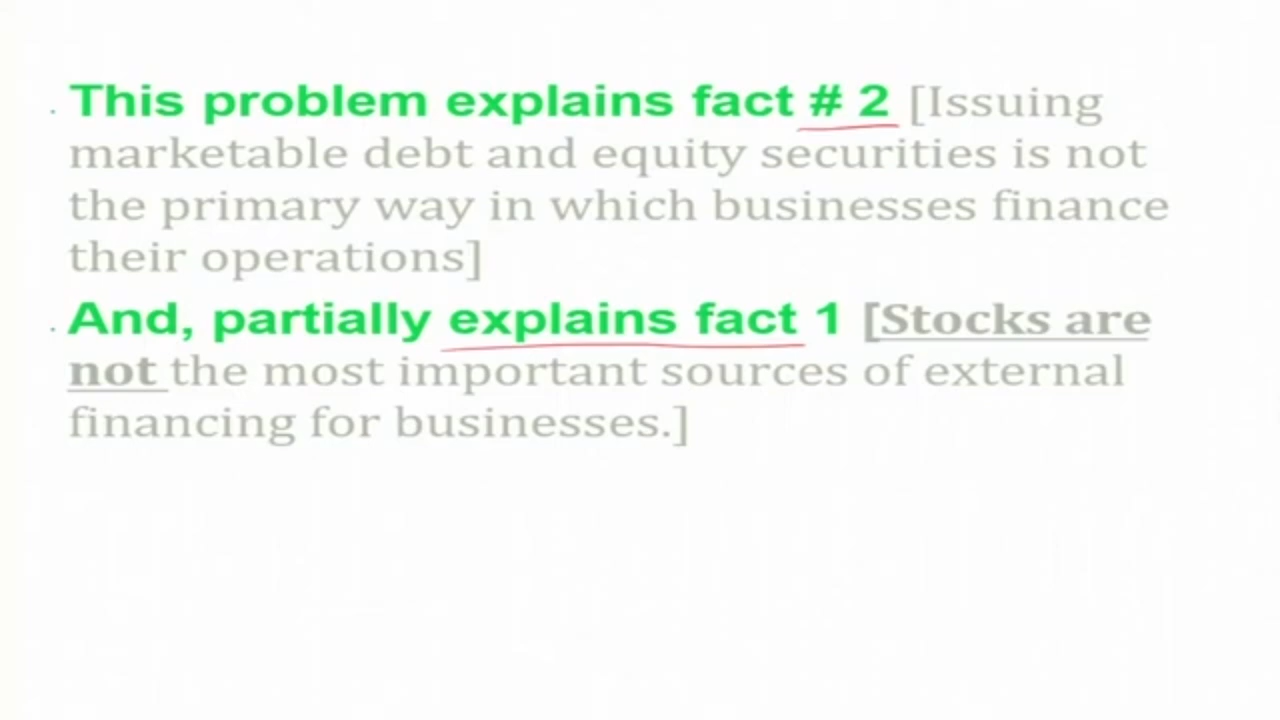 This problem explains fact # 2 [Issuing
marketable debt and equity securities is not
the primary way in which businesses finance
their operations]
And, partially explains fact 1 [Stocks are
not the most important sources of external
financing for businesses.]